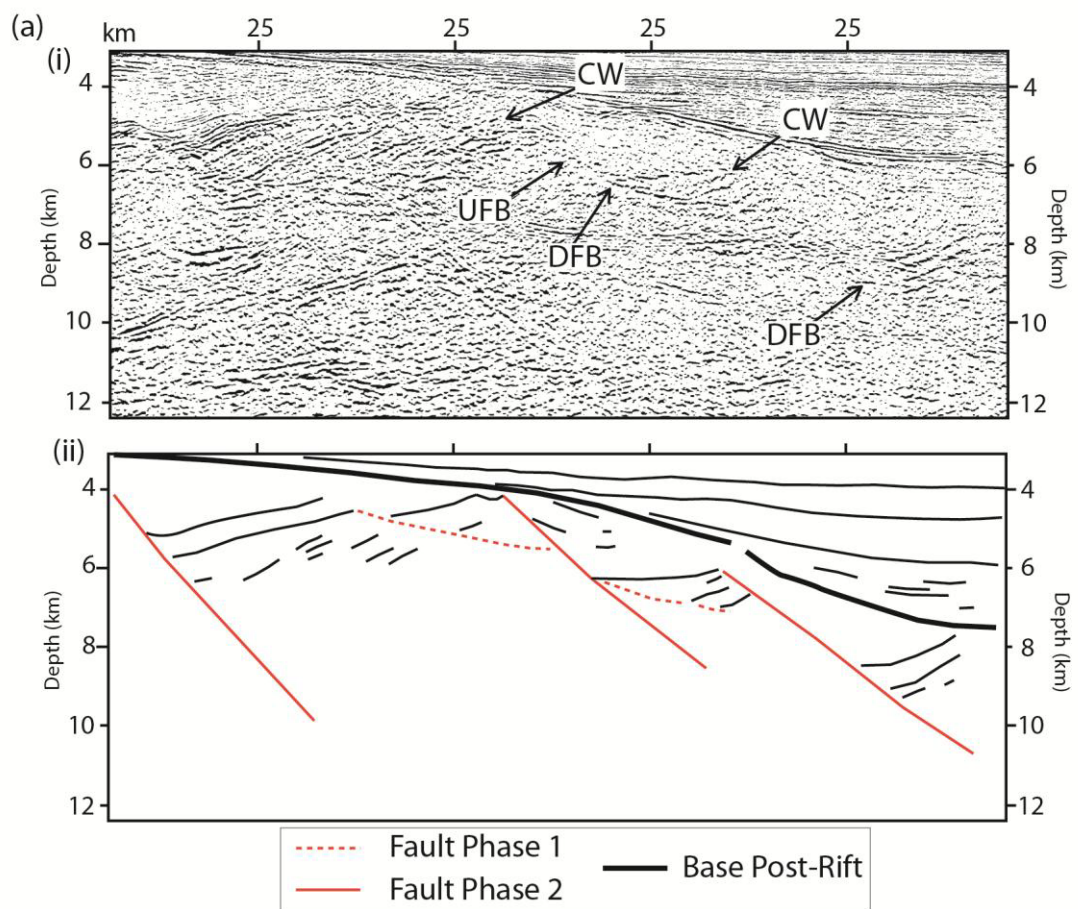 (a)
km 25 25 25 25
(i)
CW
4 4
CW
6 6
UFB
Depth (km) Depth (km)
DFB
8 8
DFB
10 10
12 12
(ii)
4 4
6 6
Depth (km) Depth (km)
8 8
10 10
12 12
Fault Phase 1
Base Post-Rift
Fault Phase 2